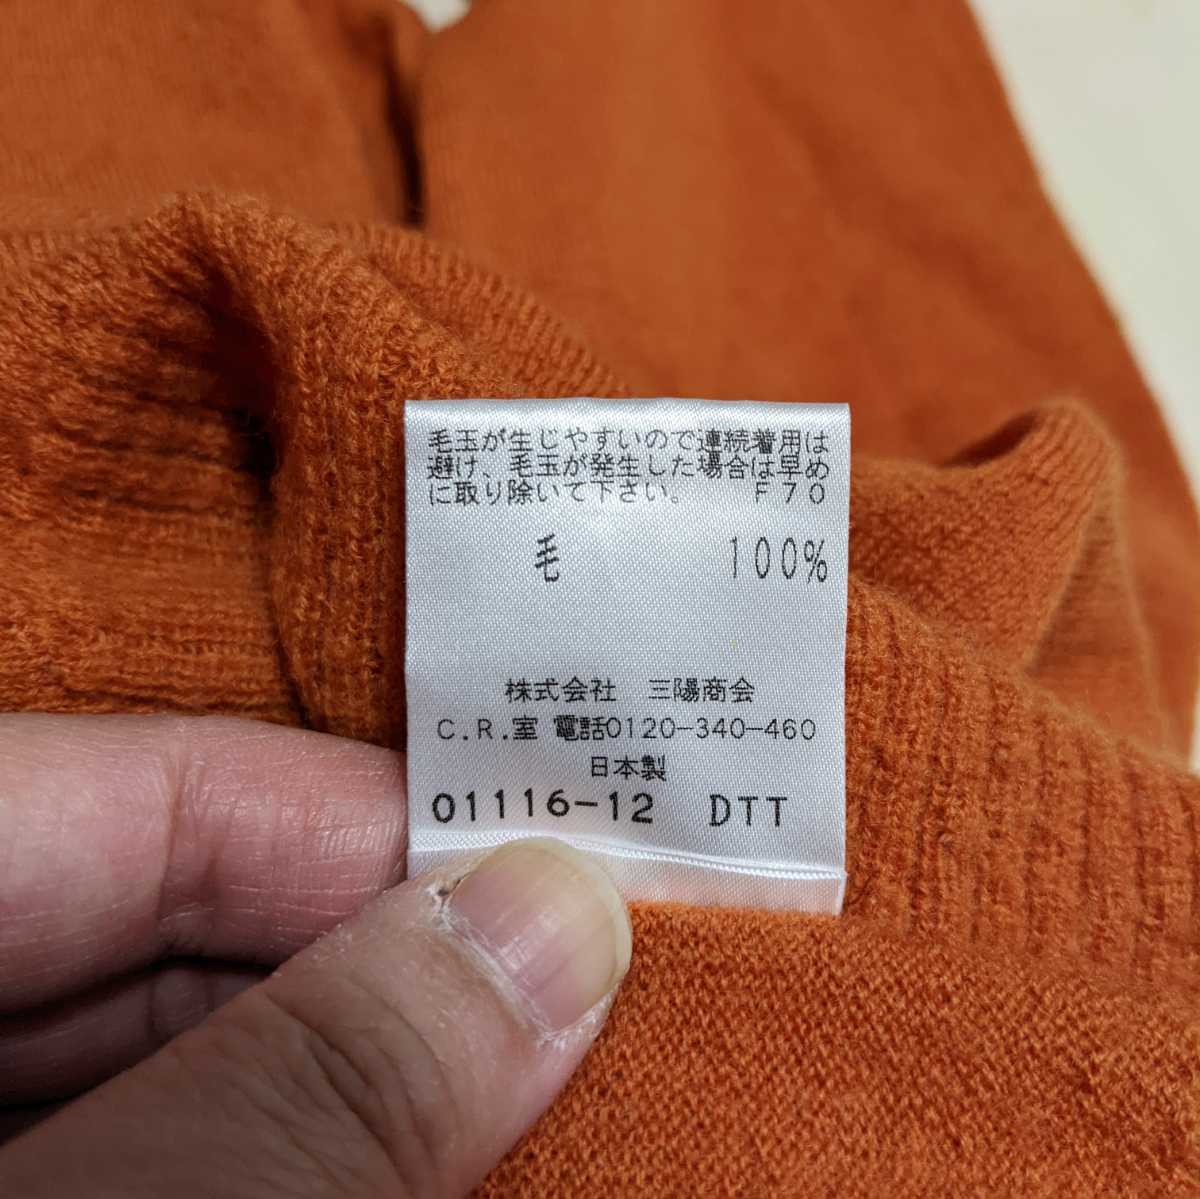 毛玉が生じやすいので連続着用は
避け、毛玉が発生した場合は早め
に取り除いて下さい。 F70
毛 100%
株式会社 三陽商会
C.R.室 電話0120-340-460
日本製
01116-12 DTT